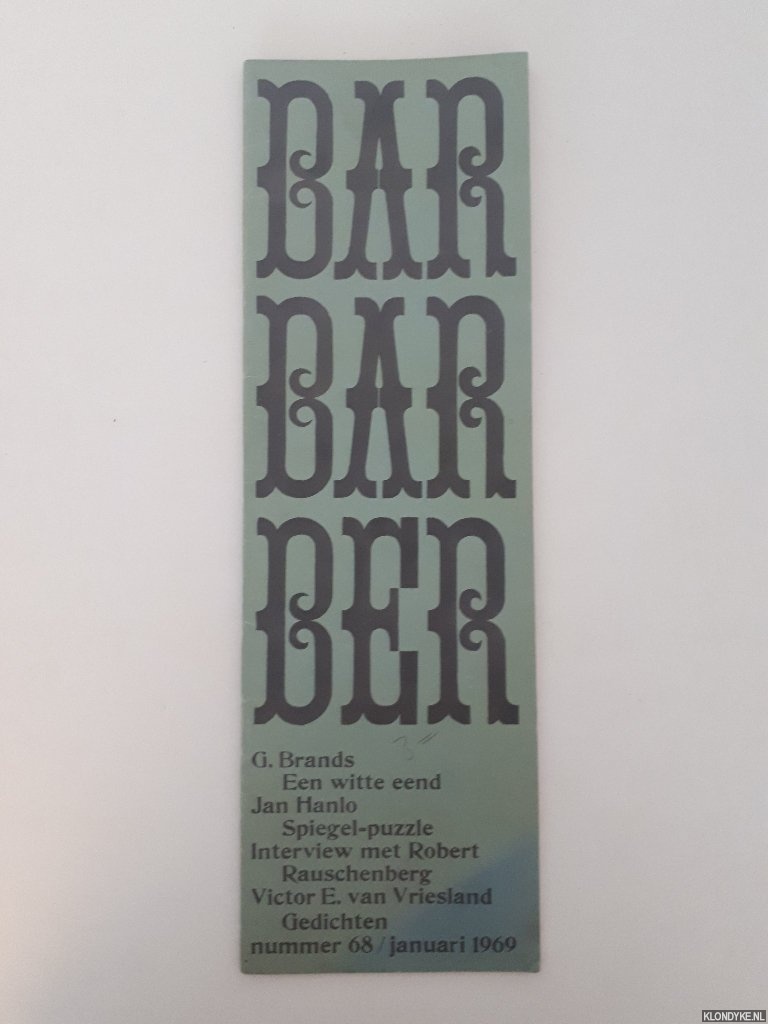 BAR
BAR
BER
3"
G. Brands
Een witte eend
Jan Hanlo
Spiegel-puzzle
Interview met Robert
Rauschenberg
Victor E. van Vriesland
Gedichten
nummer 68/januari 1969
KLONDYKE.NL